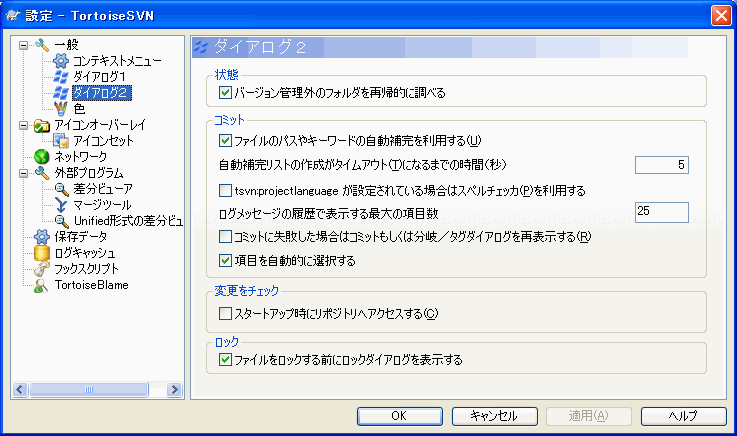 設定 - TortoiseSVN
一般
コンテキストメニュー
ダイアログ1
ダイアログ2
色
アイコンオーバーレイ
アイコンセット
ネットワーク
外部プログラム
差分ビューア
マージツール
Unified形式の差分ビュ
保存データ
ログキャッシュ
フックスクリプト
TortoiseBlame
ダイアログ2
状態
バージョン管理外のフォルダを再帰的に調べる
コミット
ファイルのパスやキーワードの自動補完を利用する(U)
自動補完リストの作成がタイムアウト(T)になるまでの時間(秒) 5
tsvn:projectlanguage が設定されている場合はスペルチェッカ(P)を利用する
ログメッセージの履歴で表示する最大の項目数 25
コミットに失敗した場合はコミットもしくは分岐/タグダイアログを再表示する(R)
項目を自動的に選択する
変更をチェック
スタートアップ時にリポジトリへアクセスする(C)
ロック
ファイルをロックする前にロックダイアログを表示する
OK キャンセル 適用(A) ヘルプ